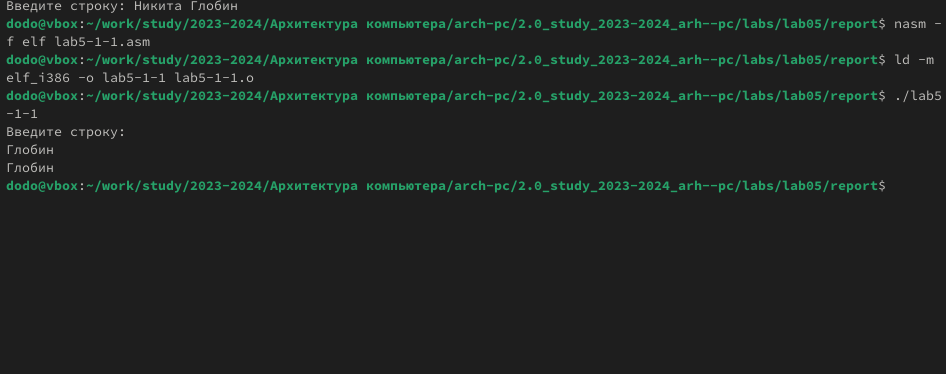 Введите строку: Никита Глобин
dodo@vbox:~/work/study/2023-2024/Архитектура компьютера/arch-pc/2.0_study_2023-2024_arh--pc/labs/lab05/report$ nasm -
f elf lab5-1-1.asm
dodo@vbox:~/work/study/2023-2024/Архитектура компьютера/arch-pc/2.0_study_2023-2024_arh--pc/labs/lab05/report$ ld -m
elf_i386 -o lab5-1-1 lab5-1-1.o
dodo@vbox:~/work/study/2023-2024/Архитектура компьютера/arch-pc/2.0_study_2023-2024_arh--pc/labs/lab05/report$ ./lab5
-1-1
Введите строку:
Глобин
Глобин
dodo@vbox:~/work/study/2023-2024/Архитектура компьютера/arch-pc/2.0_study_2023-2024_arh--pc/labs/lab05/report$